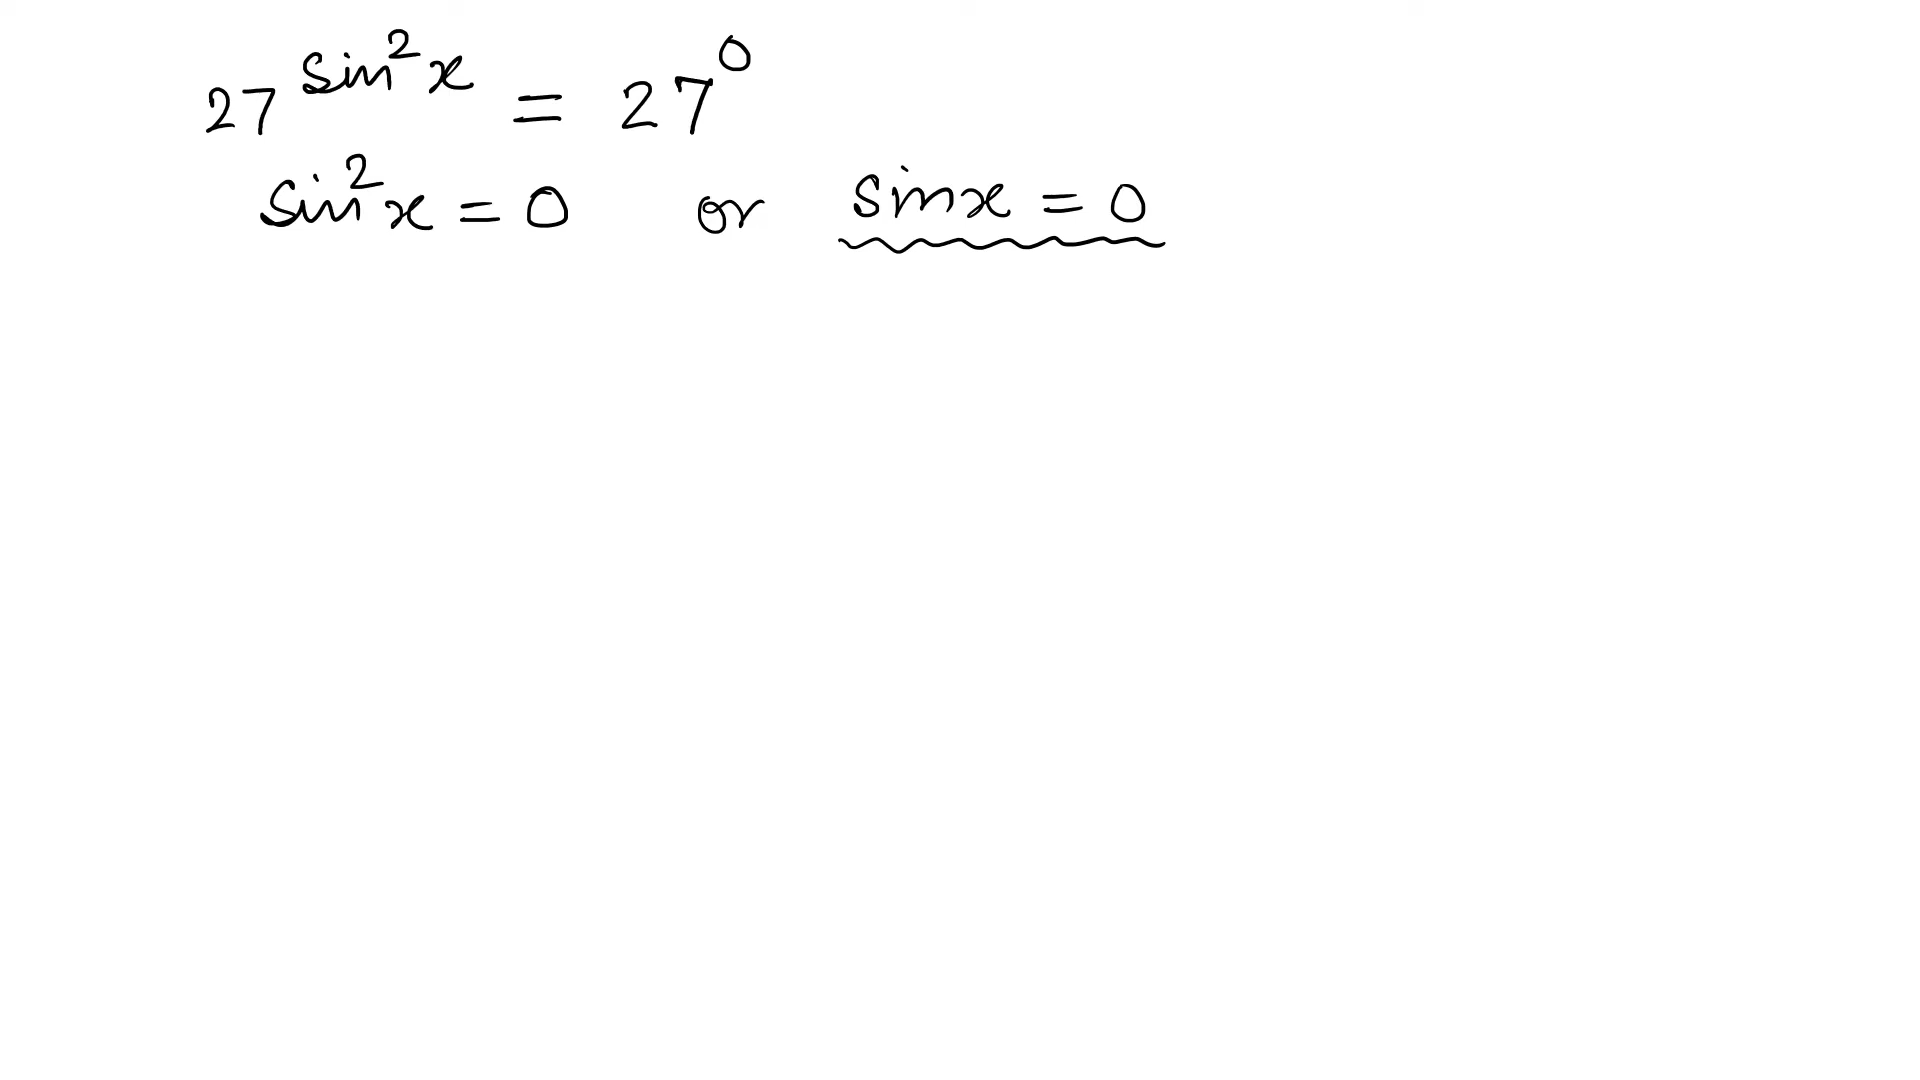 27^{sin²x} = 27⁰
sin²x = 0 or sinx = 0